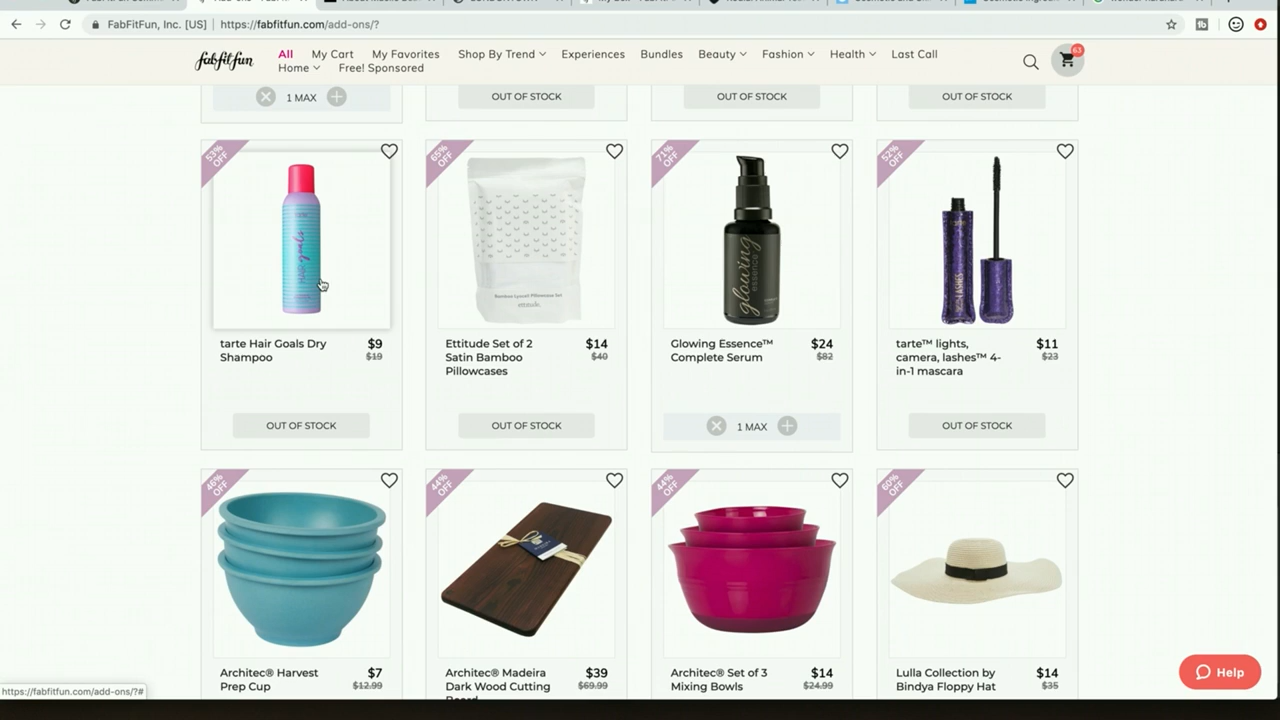 FabFitFun, Inc. [US] | https://fabfitfun.com/add-ons/?
fabfitfun
All My Cart My Favorites Shop By Trend Experiences Bundles Beauty Fashion Health Last Call
Home Free! Sponsored
63
1 MAX
OUT OF STOCK
OUT OF STOCK
OUT OF STOCK
53% OFF
65% OFF
71% OFF
52% OFF
glowing essence
tarte Hair Goals Dry Shampoo
$9
$19
Ettitude Set of 2 Satin Bamboo Pillowcases
$14
$40
Glowing Essence™ Complete Serum
$24
$82
tarte™ lights, camera, lashes™ 4-in-1 mascara
$11
$23
OUT OF STOCK
OUT OF STOCK
1 MAX
OUT OF STOCK
46% OFF
44% OFF
44% OFF
60% OFF
Architec® Harvest Prep Cup
$7
$12.99
Architec® Madeira Dark Wood Cutting
$39
$69.99
Architec® Set of 3 Mixing Bowls
$14
$24.99
Lulla Collection by Bindya Floppy Hat
$14
$35
https://fabfitfun.com/add-ons/?#
Help